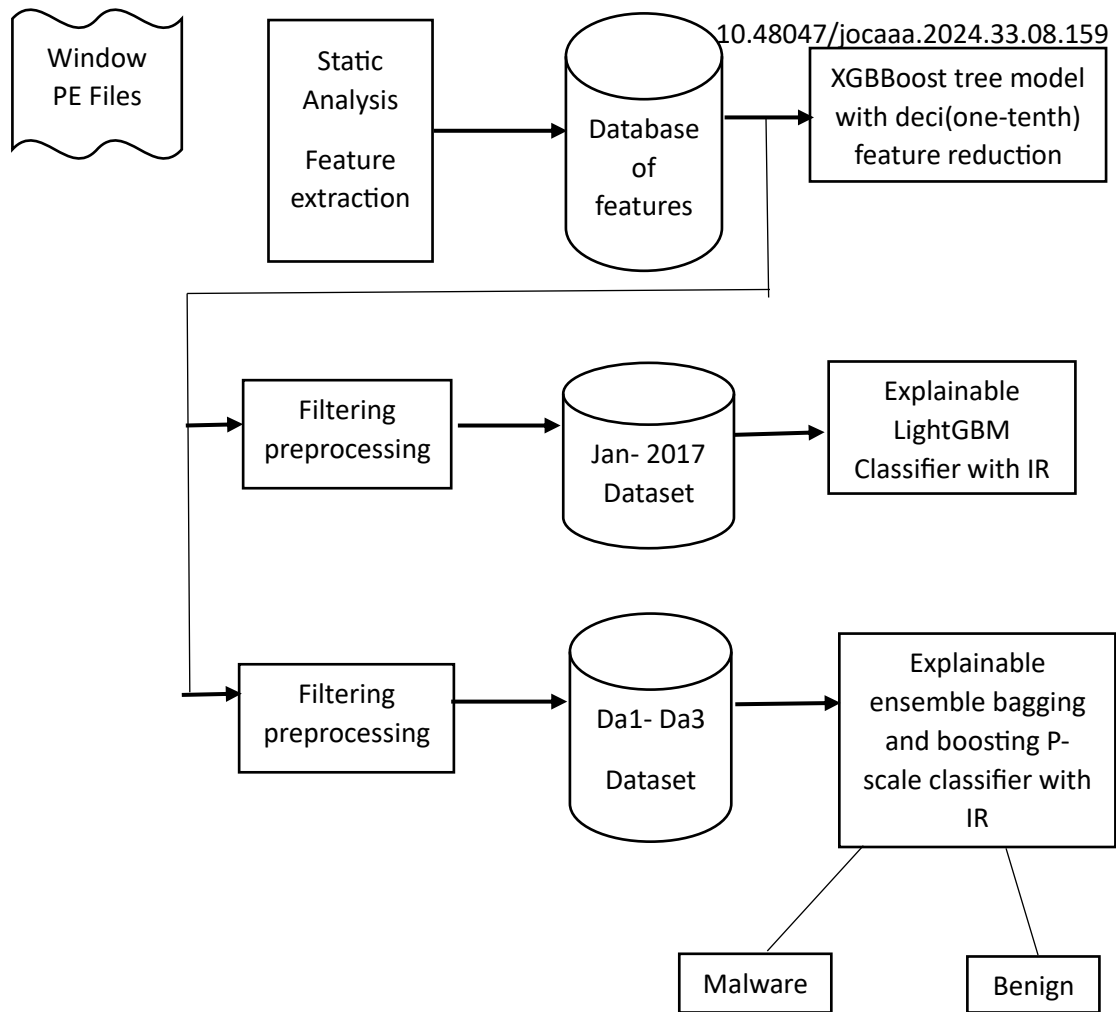 Window
PE Files
Static
Analysis
Feature
extraction
Database
of
features
10.48047/jocaaa.2024.33.08.159
XGBBoost tree model
with deci(one-tenth)
feature reduction
Filtering
preprocessing
Jan- 2017
Dataset
Explainable
LightGBM
Classifier with IR
Filtering
preprocessing
Da1- Da3
Dataset
Explainable
ensemble bagging
and boosting P-
scale classifier with
IR
Malware
Benign